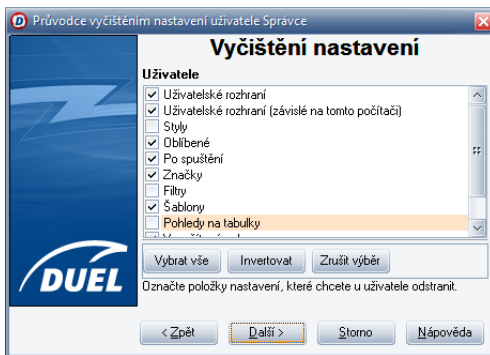 Průvodce vyčištěním nastavení uživatele Správce
Vyčištění nastavení
Uživatele
Uživatelské rozhraní
Uživatelské rozhraní (závislé na tomto počítači)
Styly
Oblíbené
Po spuštění
Značky
Filtry
Šablony
Pohledy na tabulky
DUEL
Vybrat vše
Invertovat
Zrušit výběr
Označte položky nastavení, které chcete u uživatele odstranit.
< Zpět
Další >
Storno
Nápověda